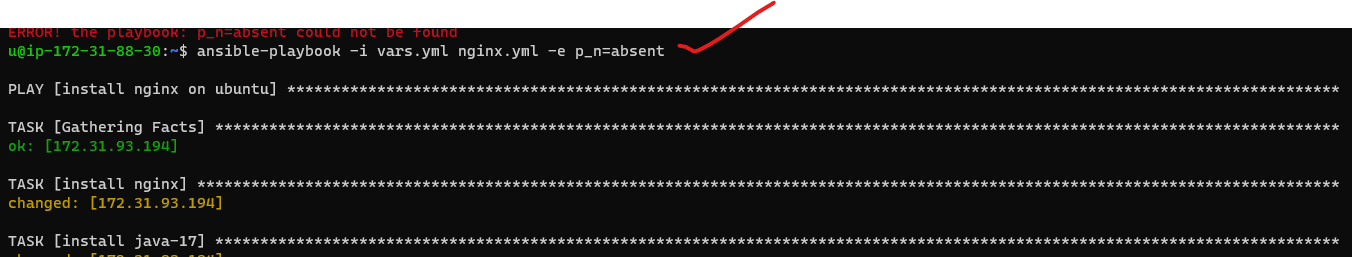 ERROR! the playbook: p_n=absent could not be found
u@ip-172-31-88-30:~$ ansible-playbook -i vars.yml nginx.yml -e p_n=absent
PLAY [install nginx on ubuntu] *********************************************************************************************************************
TASK [Gathering Facts] *****************************************************************************************************************************
ok: [172.31.93.194]
TASK [install nginx] *******************************************************************************************************************************
changed: [172.31.93.194]
TASK [install java-17] *****************************************************************************************************************************